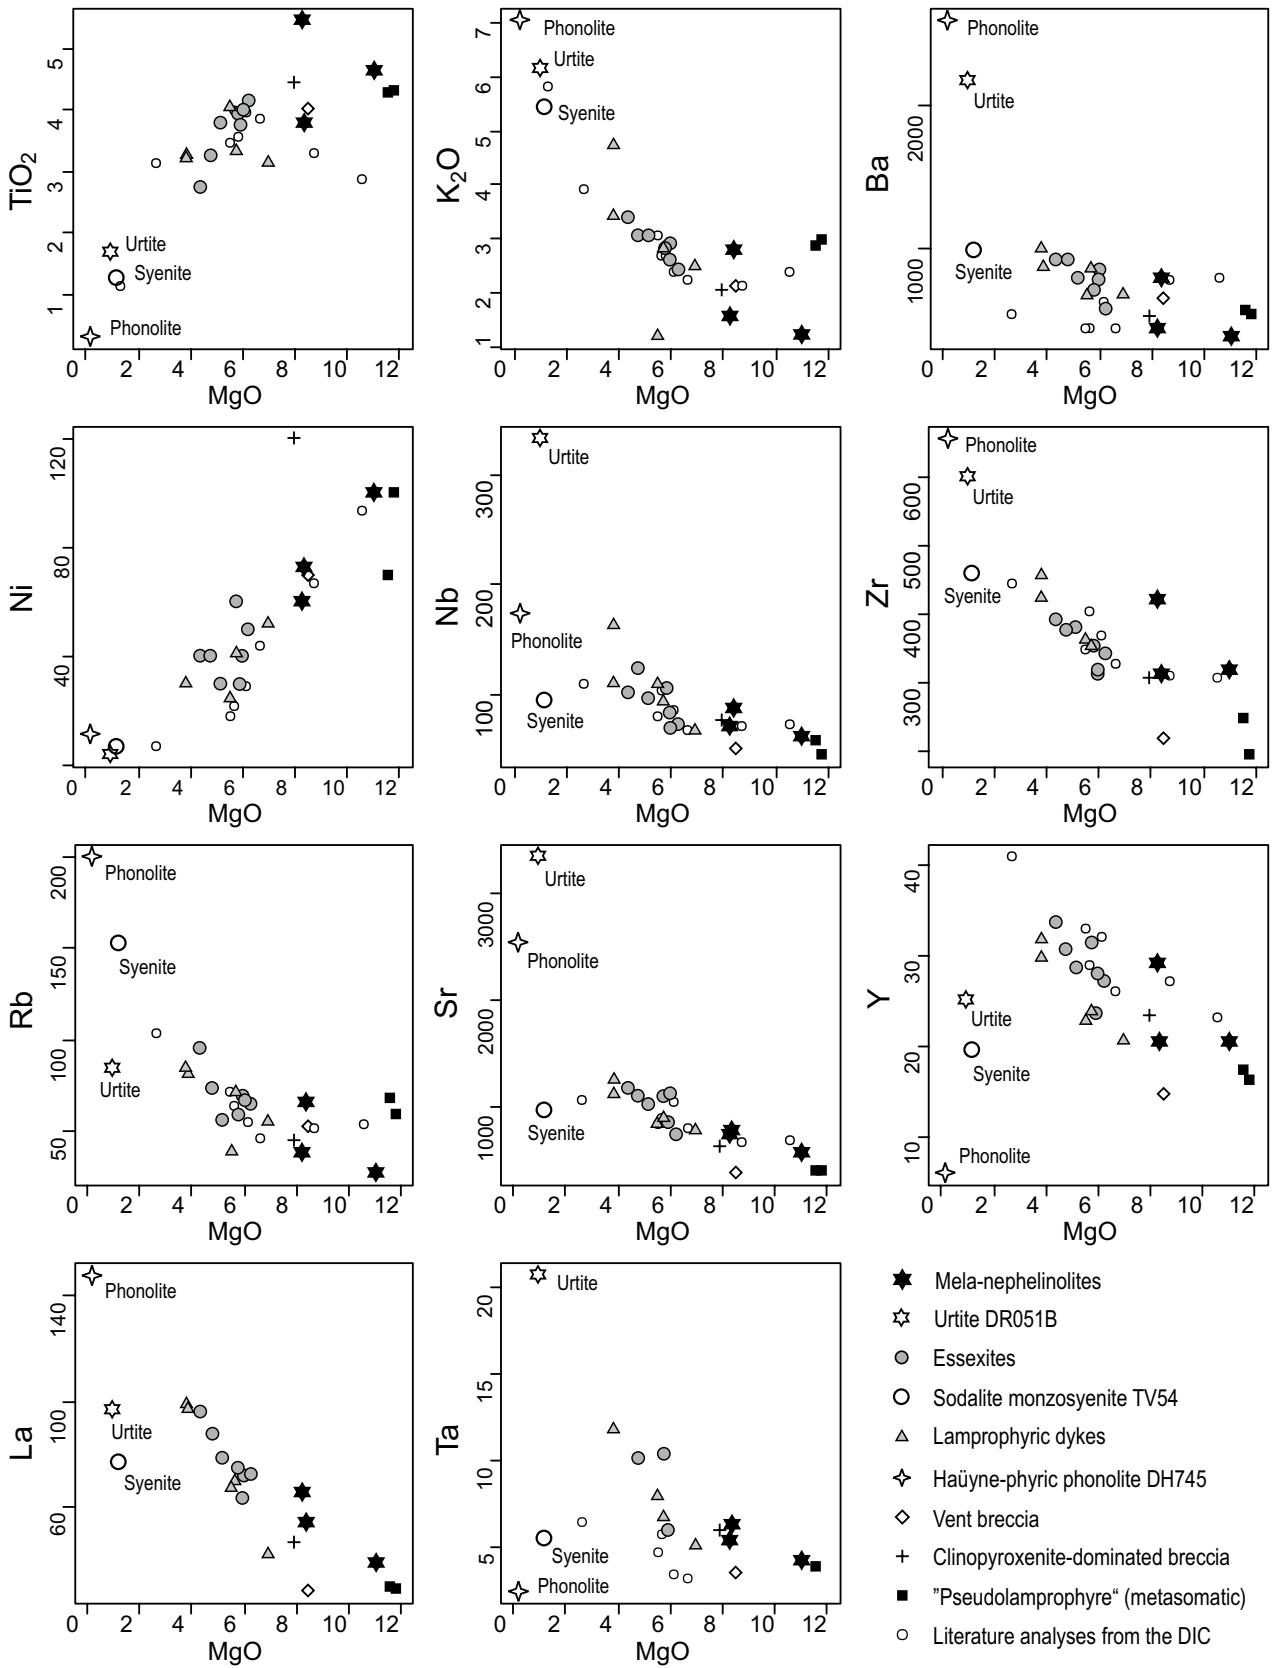 TiO2
5
4
3
2
1
Urtite
Syenite
Phonolite
0 2 4 6 8 10 12
MgO
K2O
7
6
5
4
3
2
1
Phonolite
Urtite
Syenite
0 2 4 6 8 10 12
MgO
Ba
2000
1000
Phonolite
Urtite
Syenite
0 2 4 6 8 10 12
MgO
Ni
120
80
40
0 2 4 6 8 10 12
MgO
Nb
300
200
100
Urtite
Phonolite
Syenite
0 2 4 6 8 10 12
MgO
Zr
600
500
400
300
Phonolite
Urtite
Syenite
0 2 4 6 8 10 12
MgO
Rb
200
150
100
50
Phonolite
Syenite
Urtite
0 2 4 6 8 10 12
MgO
Sr
3000
2000
1000
Urtite
Phonolite
Syenite
0 2 4 6 8 10 12
MgO
Y
40
30
20
10
Urtite
Syenite
Phonolite
0 2 4 6 8 10 12
MgO
La
140
100
60
Phonolite
Urtite
Syenite
0 2 4 6 8 10 12
MgO
Ta
20
15
10
5
Urtite
Syenite
Phonolite
0 2 4 6 8 10 12
MgO
Mela-nephelinolites
Urtite DR051B
Essexites
Sodalite monzosyenite TV54
Lamprophyric dykes
Haüyne-phyric phonolite DH745
Vent breccia
Clinopyroxenite-dominated breccia
”Pseudolamprophyre“ (metasomatic)
Literature analyses from the DIC